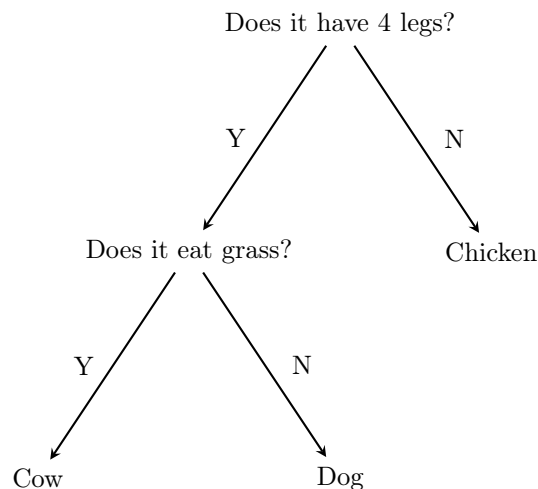 Does it have 4 legs?
Y
N
Does it eat grass?
Chicken
Y
N
Cow
Dog